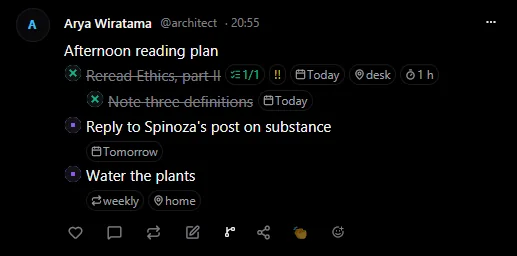 A
Arya Wiratama @architect · 20:55
Afternoon reading plan
Reread Ethics, part II 1/1 !! Today desk 1 h
Note three definitions Today
Reply to Spinoza's post on substance
Tomorrow
Water the plants
weekly home